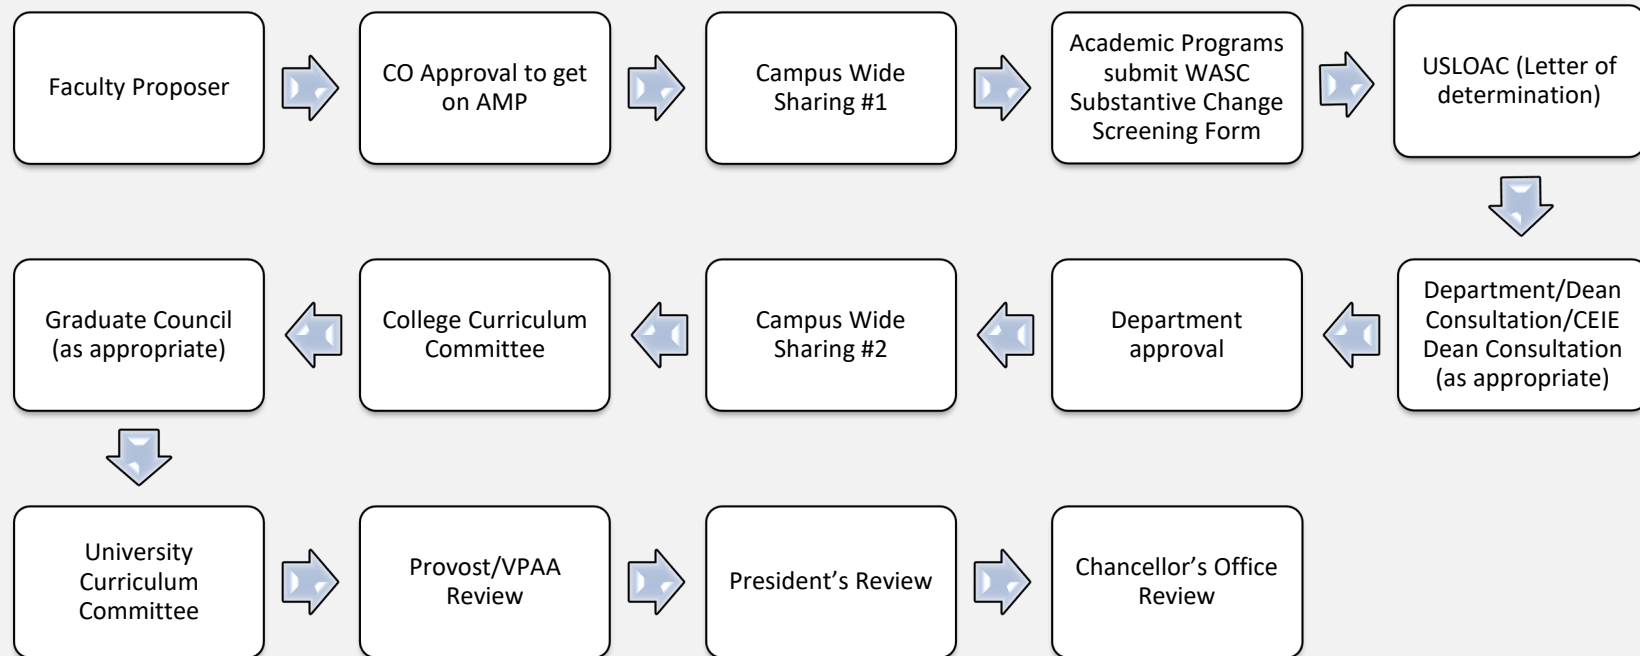 Faculty Proposer
CO Approval to get
on AMP
Campus Wide
Sharing #1
Academic Programs
submit WASC
Substantive Change
Screening Form
USLOAC (Letter of
determination)
Department/Dean
Consultation/CEIE
Dean Consultation
(as appropriate)
Department
approval
Campus Wide
Sharing #2
College Curriculum
Committee
Graduate Council
(as appropriate)
University
Curriculum
Committee
Provost/VPAA
Review
President’s Review
Chancellor’s Office
Review